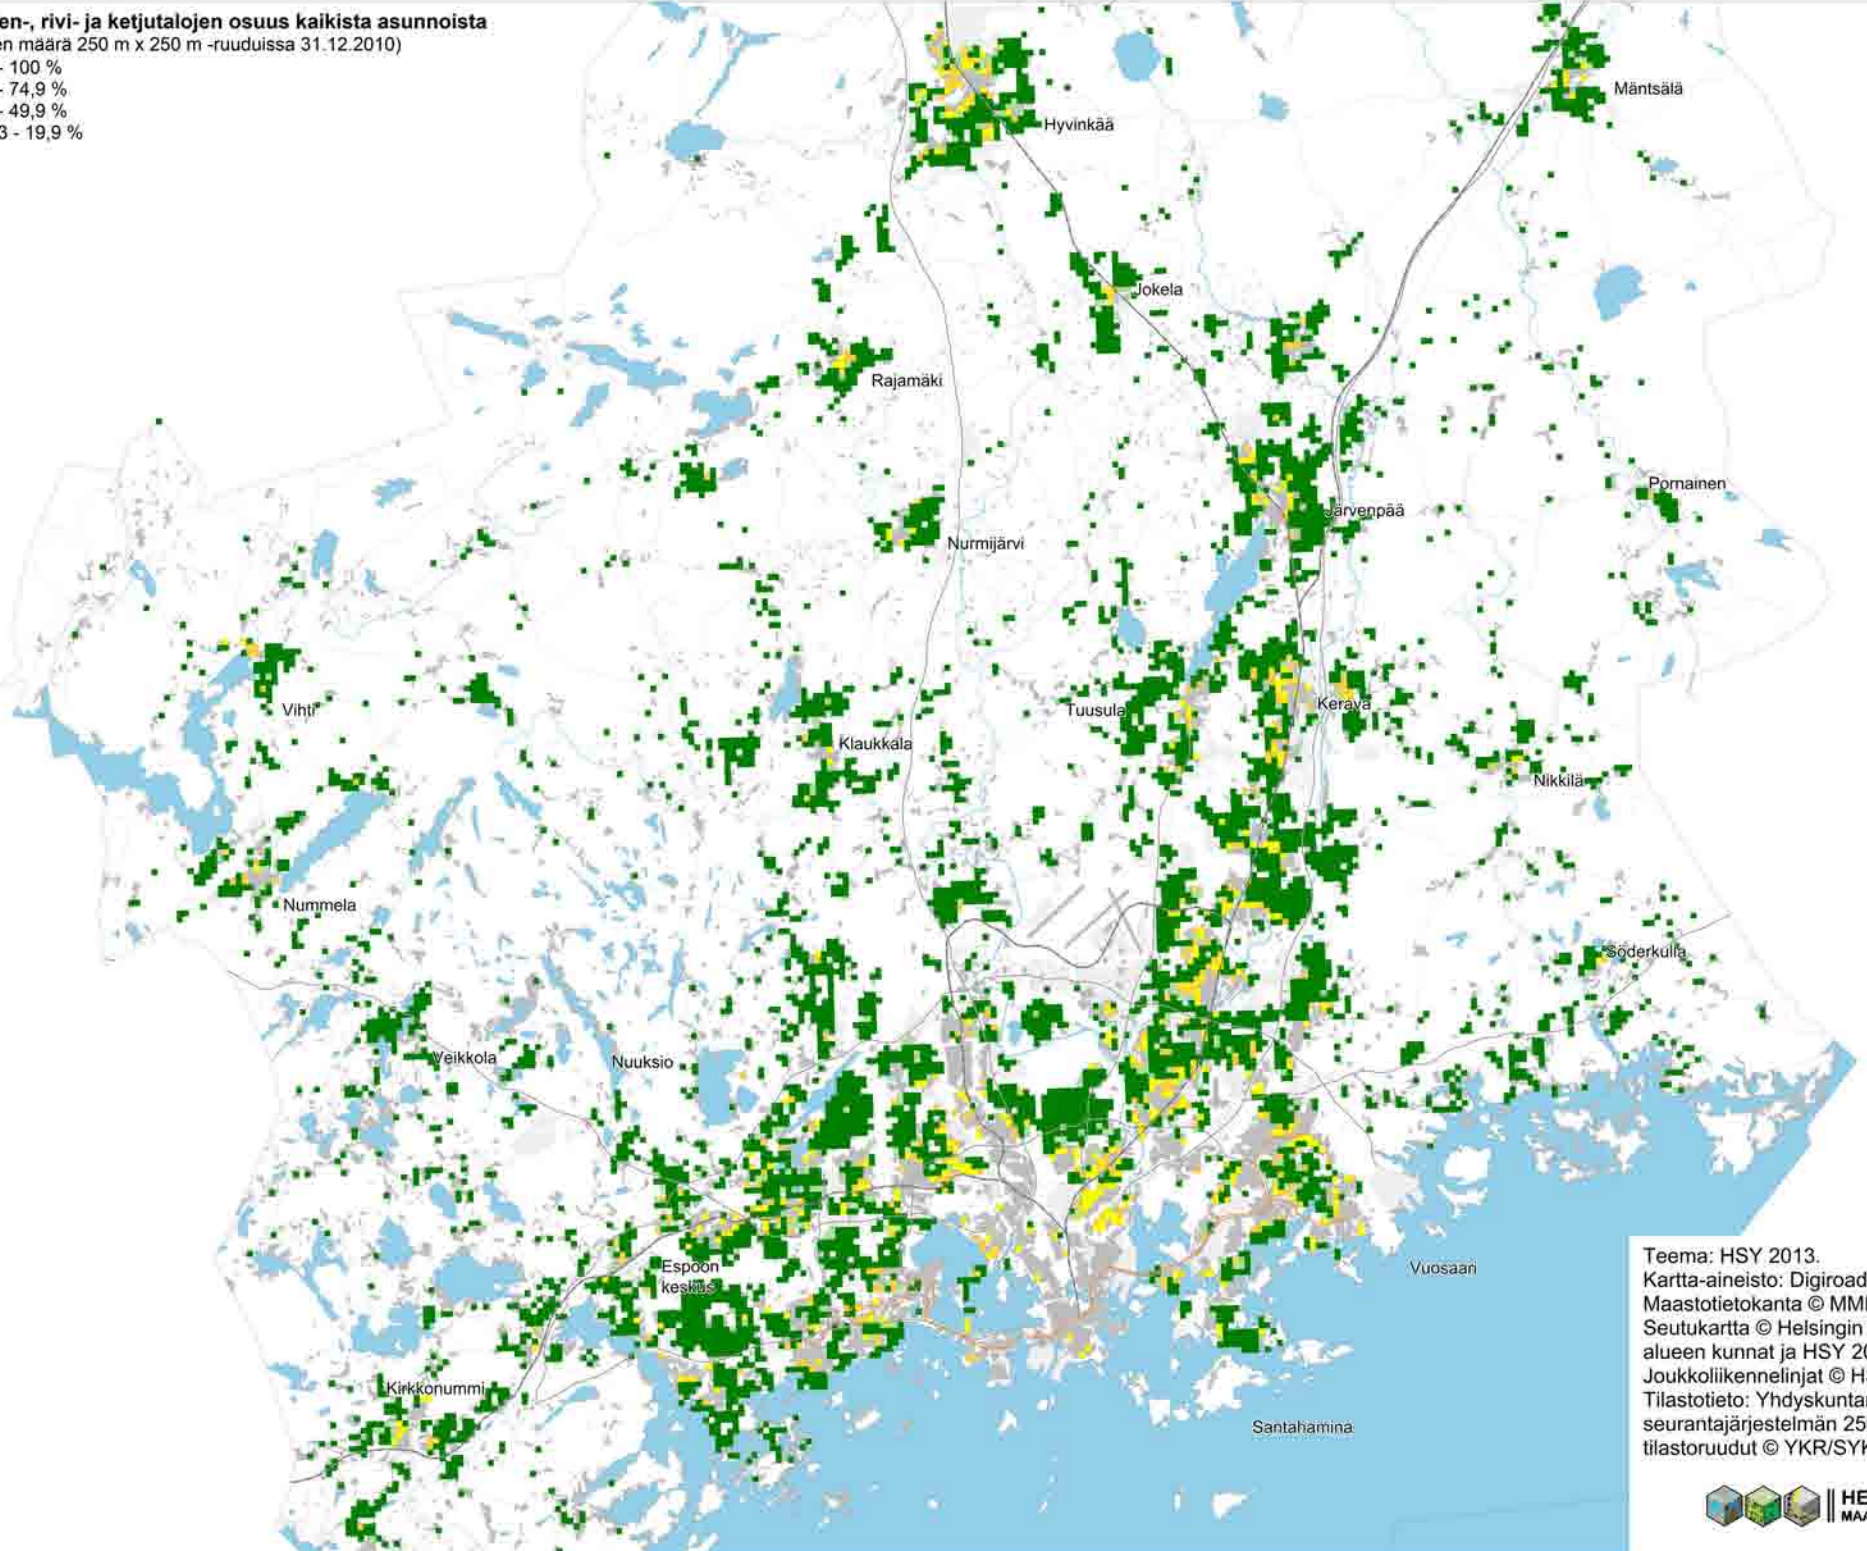 en-, rivi- ja ketjutalojen osuus kaikista asunnoista
en määrä 250 m x 250 m -ruuduissa 31.12.2010)
- 100 %
- 74,9 %
- 49,9 %
3 - 19,9 %
Mäntsälä
Hyvinkää
Jokela
Rajamäki
Pornainen
Järvenpää
Nurmijärvi
Vihti
Tuusula
Kerava
Klaukkala
Nikkilä
Nummela
Söderkulla
Veikkola
Nuuksio
Espoon
keskus
Vuosaari
Kirkkonummi
Santahamina
Teema: HSY 2013.
Kartta-aineisto: Digiroad
Maastotietokanta © MM
Seutukartta © Helsingin
alueen kunnat ja HSY 20
Joukkoliikennelinjat © H
Tilastotieto: Yhdyskunta
seurantajärjestelmän 25
tilastoruudut © YKR/SY
HE
MAA